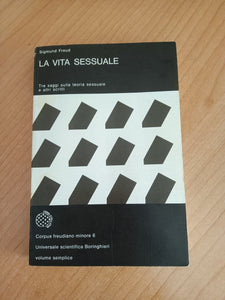 Sigmund Freud
LA VITA SESSUALE
Tre saggi sulla teoria sessuale
e altri scritti
Corpus freudiano minore 6
Universale scientifica Boringhieri
volume semplice